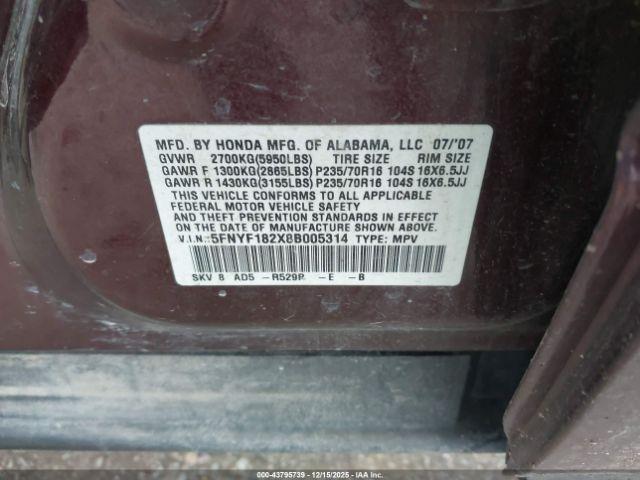 MFD. BY HONDA MFG. OF ALABAMA, LLC 07/'07
GVWR 2700KG(5950LBS) TIRE SIZE RIM SIZE
GAWR F 1300KG(2865LBS)P235/70R16 104S 16X6.5JJ
GAWR R 1430KG(3155LBS)P235/70R16 104S 16X6.5JJ
THIS VEHICLE CONFORMS TO ALL APPLICABLE
FEDERAL MOTOR VEHICLE SAFETY
AND BUMPER THEFT PREVENTION STANDARDS IN EFFECT
ON THE DATE OF MANUFACTURE SHOWN ABOVE.
V.I.N.: 5FNYF182X8B005314 TYPE: MPV
SKV 8 AD5 -R529P -E -B
000-43795739 - 12/15/2025 - IAAI.CA